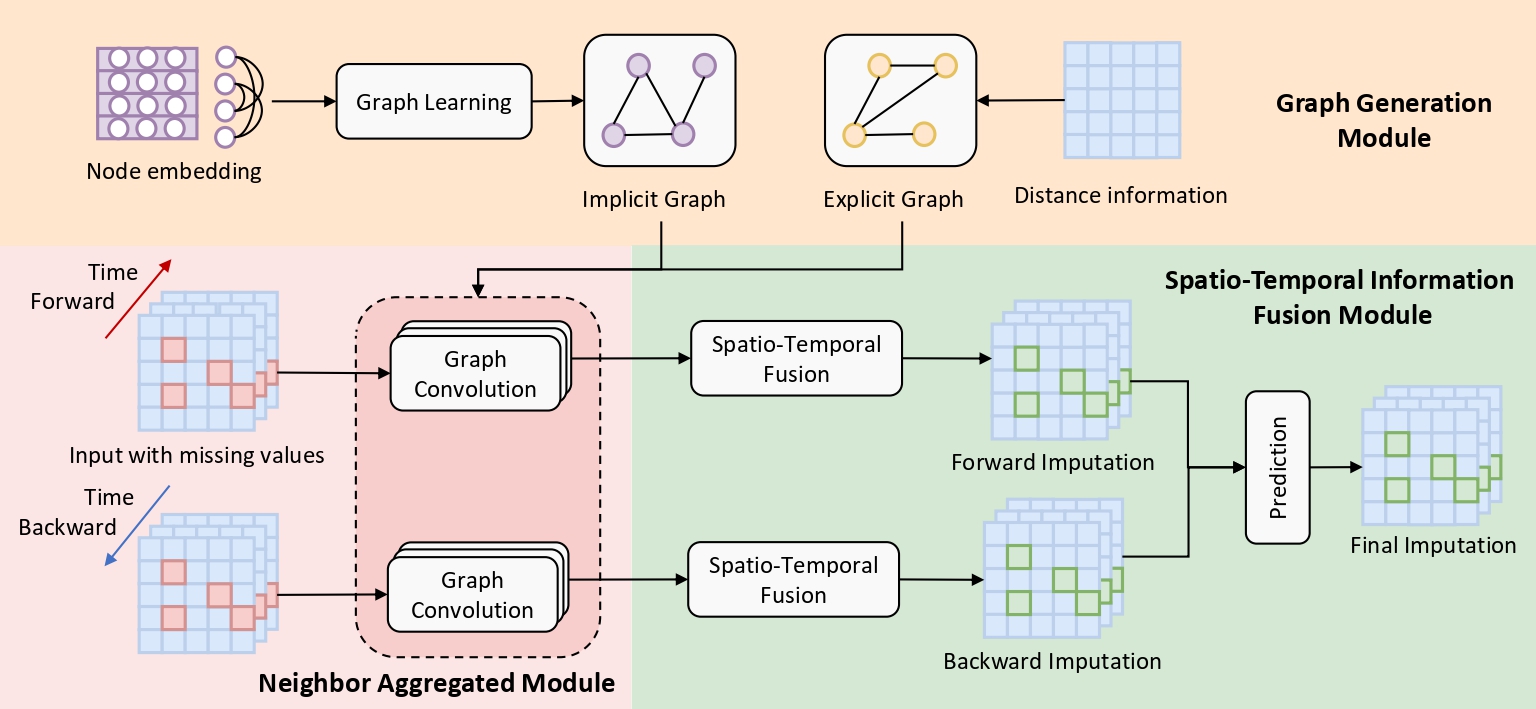 Graph Learning
Node embedding
Implicit Graph
Explicit Graph
Distance information
Graph Generation
Module
Time
Forward
Input with missing values
Time
Backward
Graph
Convolution
Graph
Convolution
Neighbor Aggregated Module
Spatio-Temporal Information
Fusion Module
Spatio-Temporal
Fusion
Forward Imputation
Spatio-Temporal
Fusion
Backward Imputation
Prediction
Final Imputation